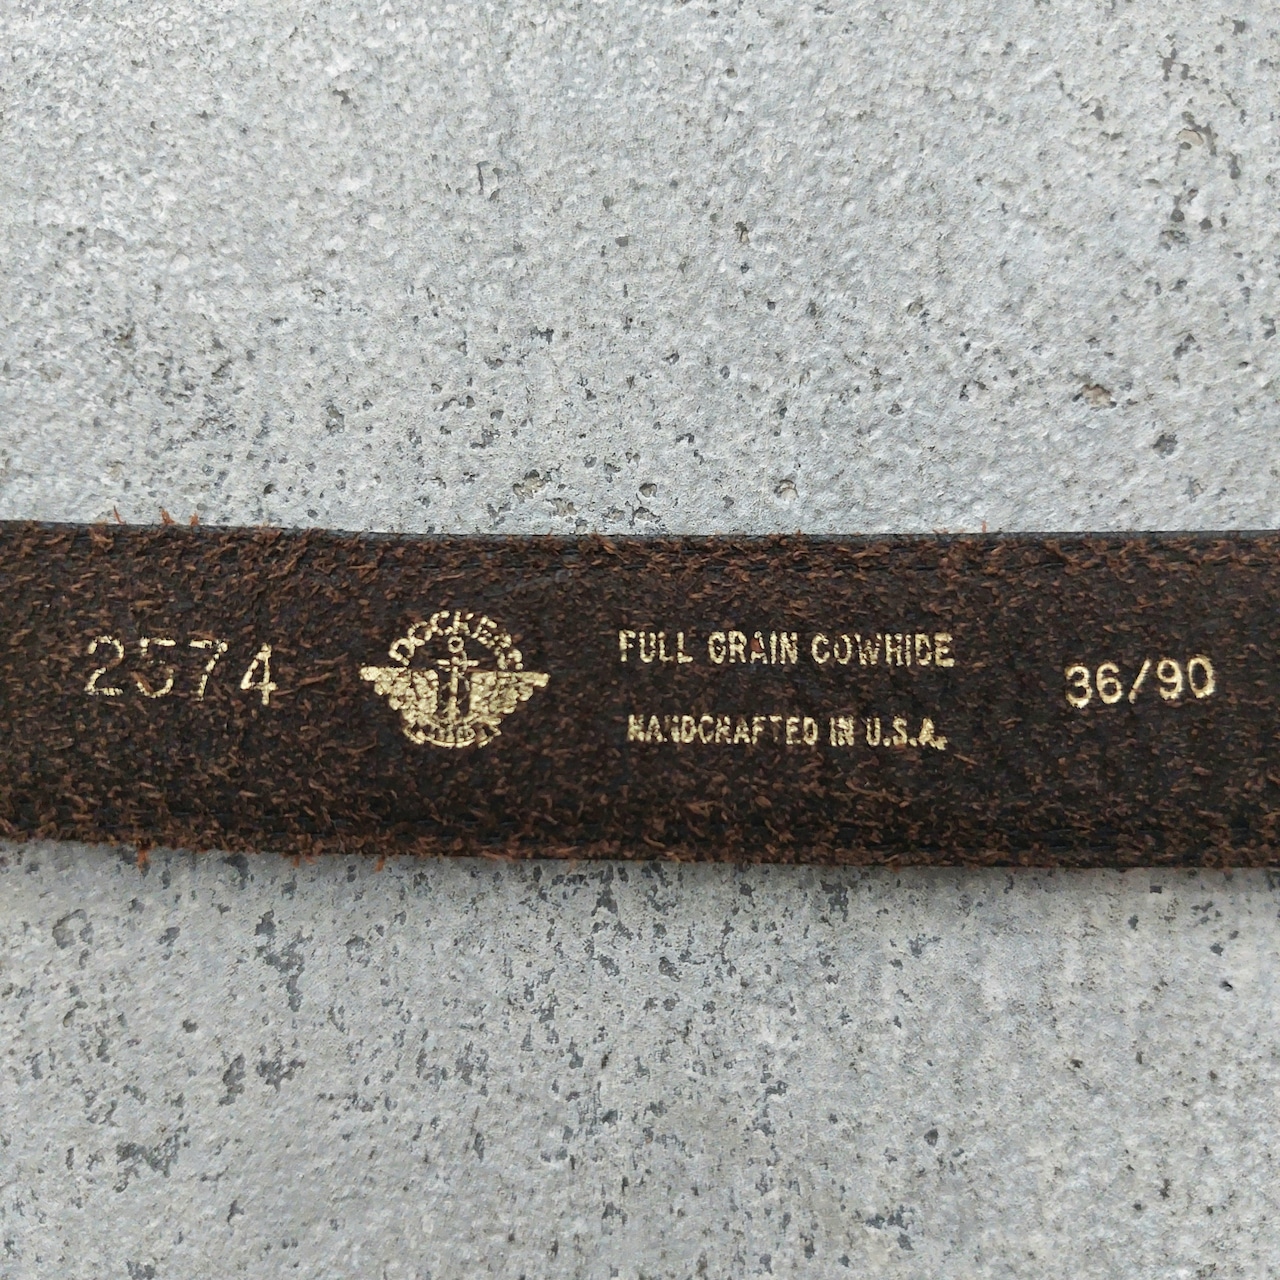 2574
DOCKERS
FULL GRAIN COWHIDE
HANDCRAFTED IN U.S.A.
36/90